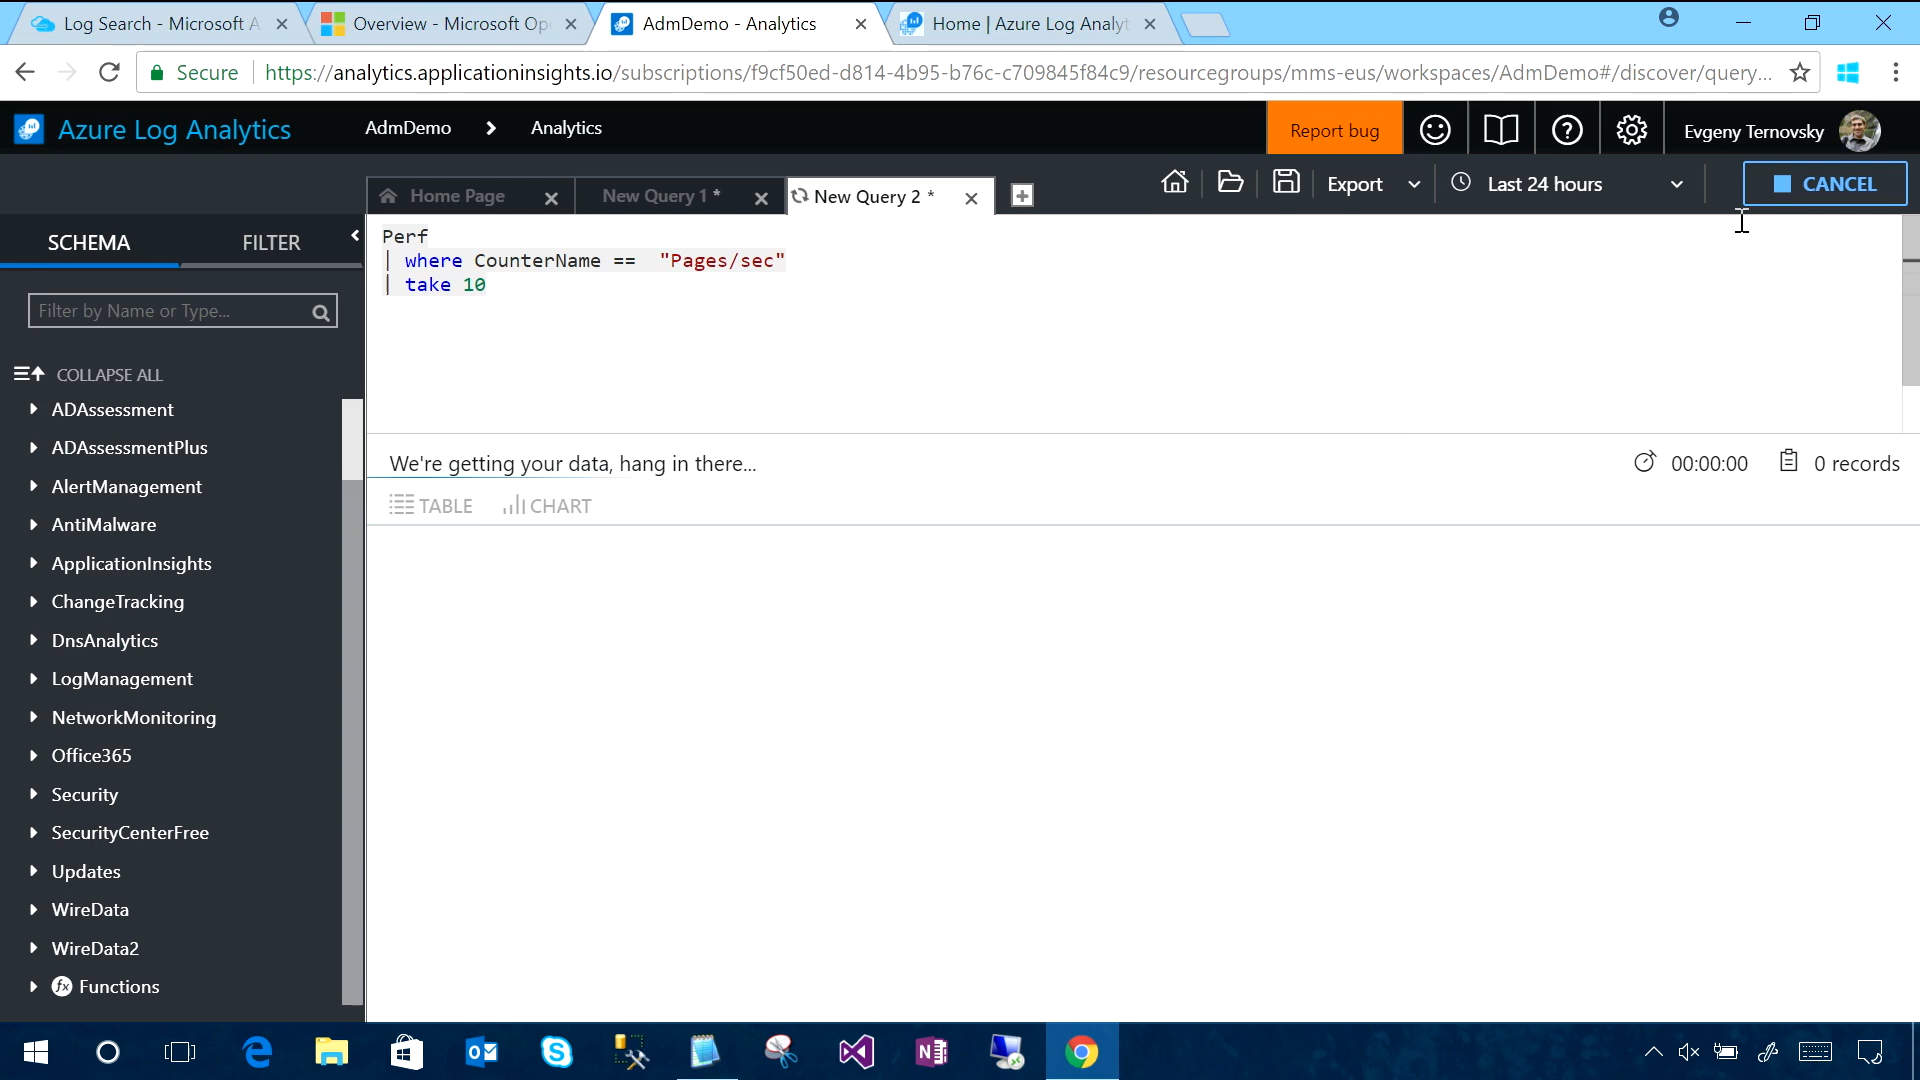 Log Search - Microsoft A
Overview - Microsoft Op
AdmDemo - Analytics
Home | Azure Log Analyt
Secure
https://analytics.applicationinsights.io/subscriptions/f9cf50ed-d814-4b95-b76c-c709845f84c9/resourcegroups/mms-eus/workspaces/AdmDemo#/discover/query...
Azure Log Analytics
AdmDemo
Analytics
Report bug
Evgeny Ternovsky
Home Page
New Query 1 *
New Query 2 *
Export
Last 24 hours
CANCEL
SCHEMA
FILTER
Filter by Name or Type...
COLLAPSE ALL
ADAssessment
ADAssessmentPlus
AlertManagement
AntiMalware
ApplicationInsights
ChangeTracking
DnsAnalytics
LogManagement
NetworkMonitoring
Office365
Security
SecurityCenterFree
Updates
WireData
WireData2
fx Functions
Perf
| where CounterName == "Pages/sec"
| take 10
We're getting your data, hang in there...
00:00:00
0 records
TABLE
CHART